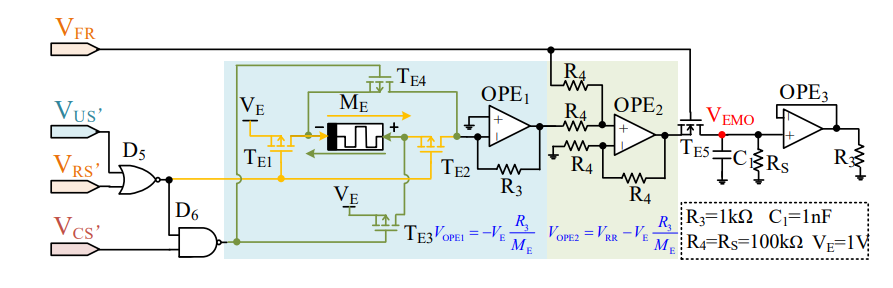 V_FR
V_US'
V_RS'
V_CS'
D_5
D_6
V_E
T_E1
M_E
- +
T_E4
T_E2
V_E
T_E3
OPE_1
+
-
R_3
R_4
R_4
R_4
OPE_2
+
-
R_4
V_OPE1 = -V_E R_3/M_E
V_OPE2 = V_RR - V_E R_3/M_E
T_E5
V_EMO
C_1
R_S
OPE_3
-
+
R_3
R_3=1kΩ C_1=1nF
R_4=R_S=100kΩ V_E=1V